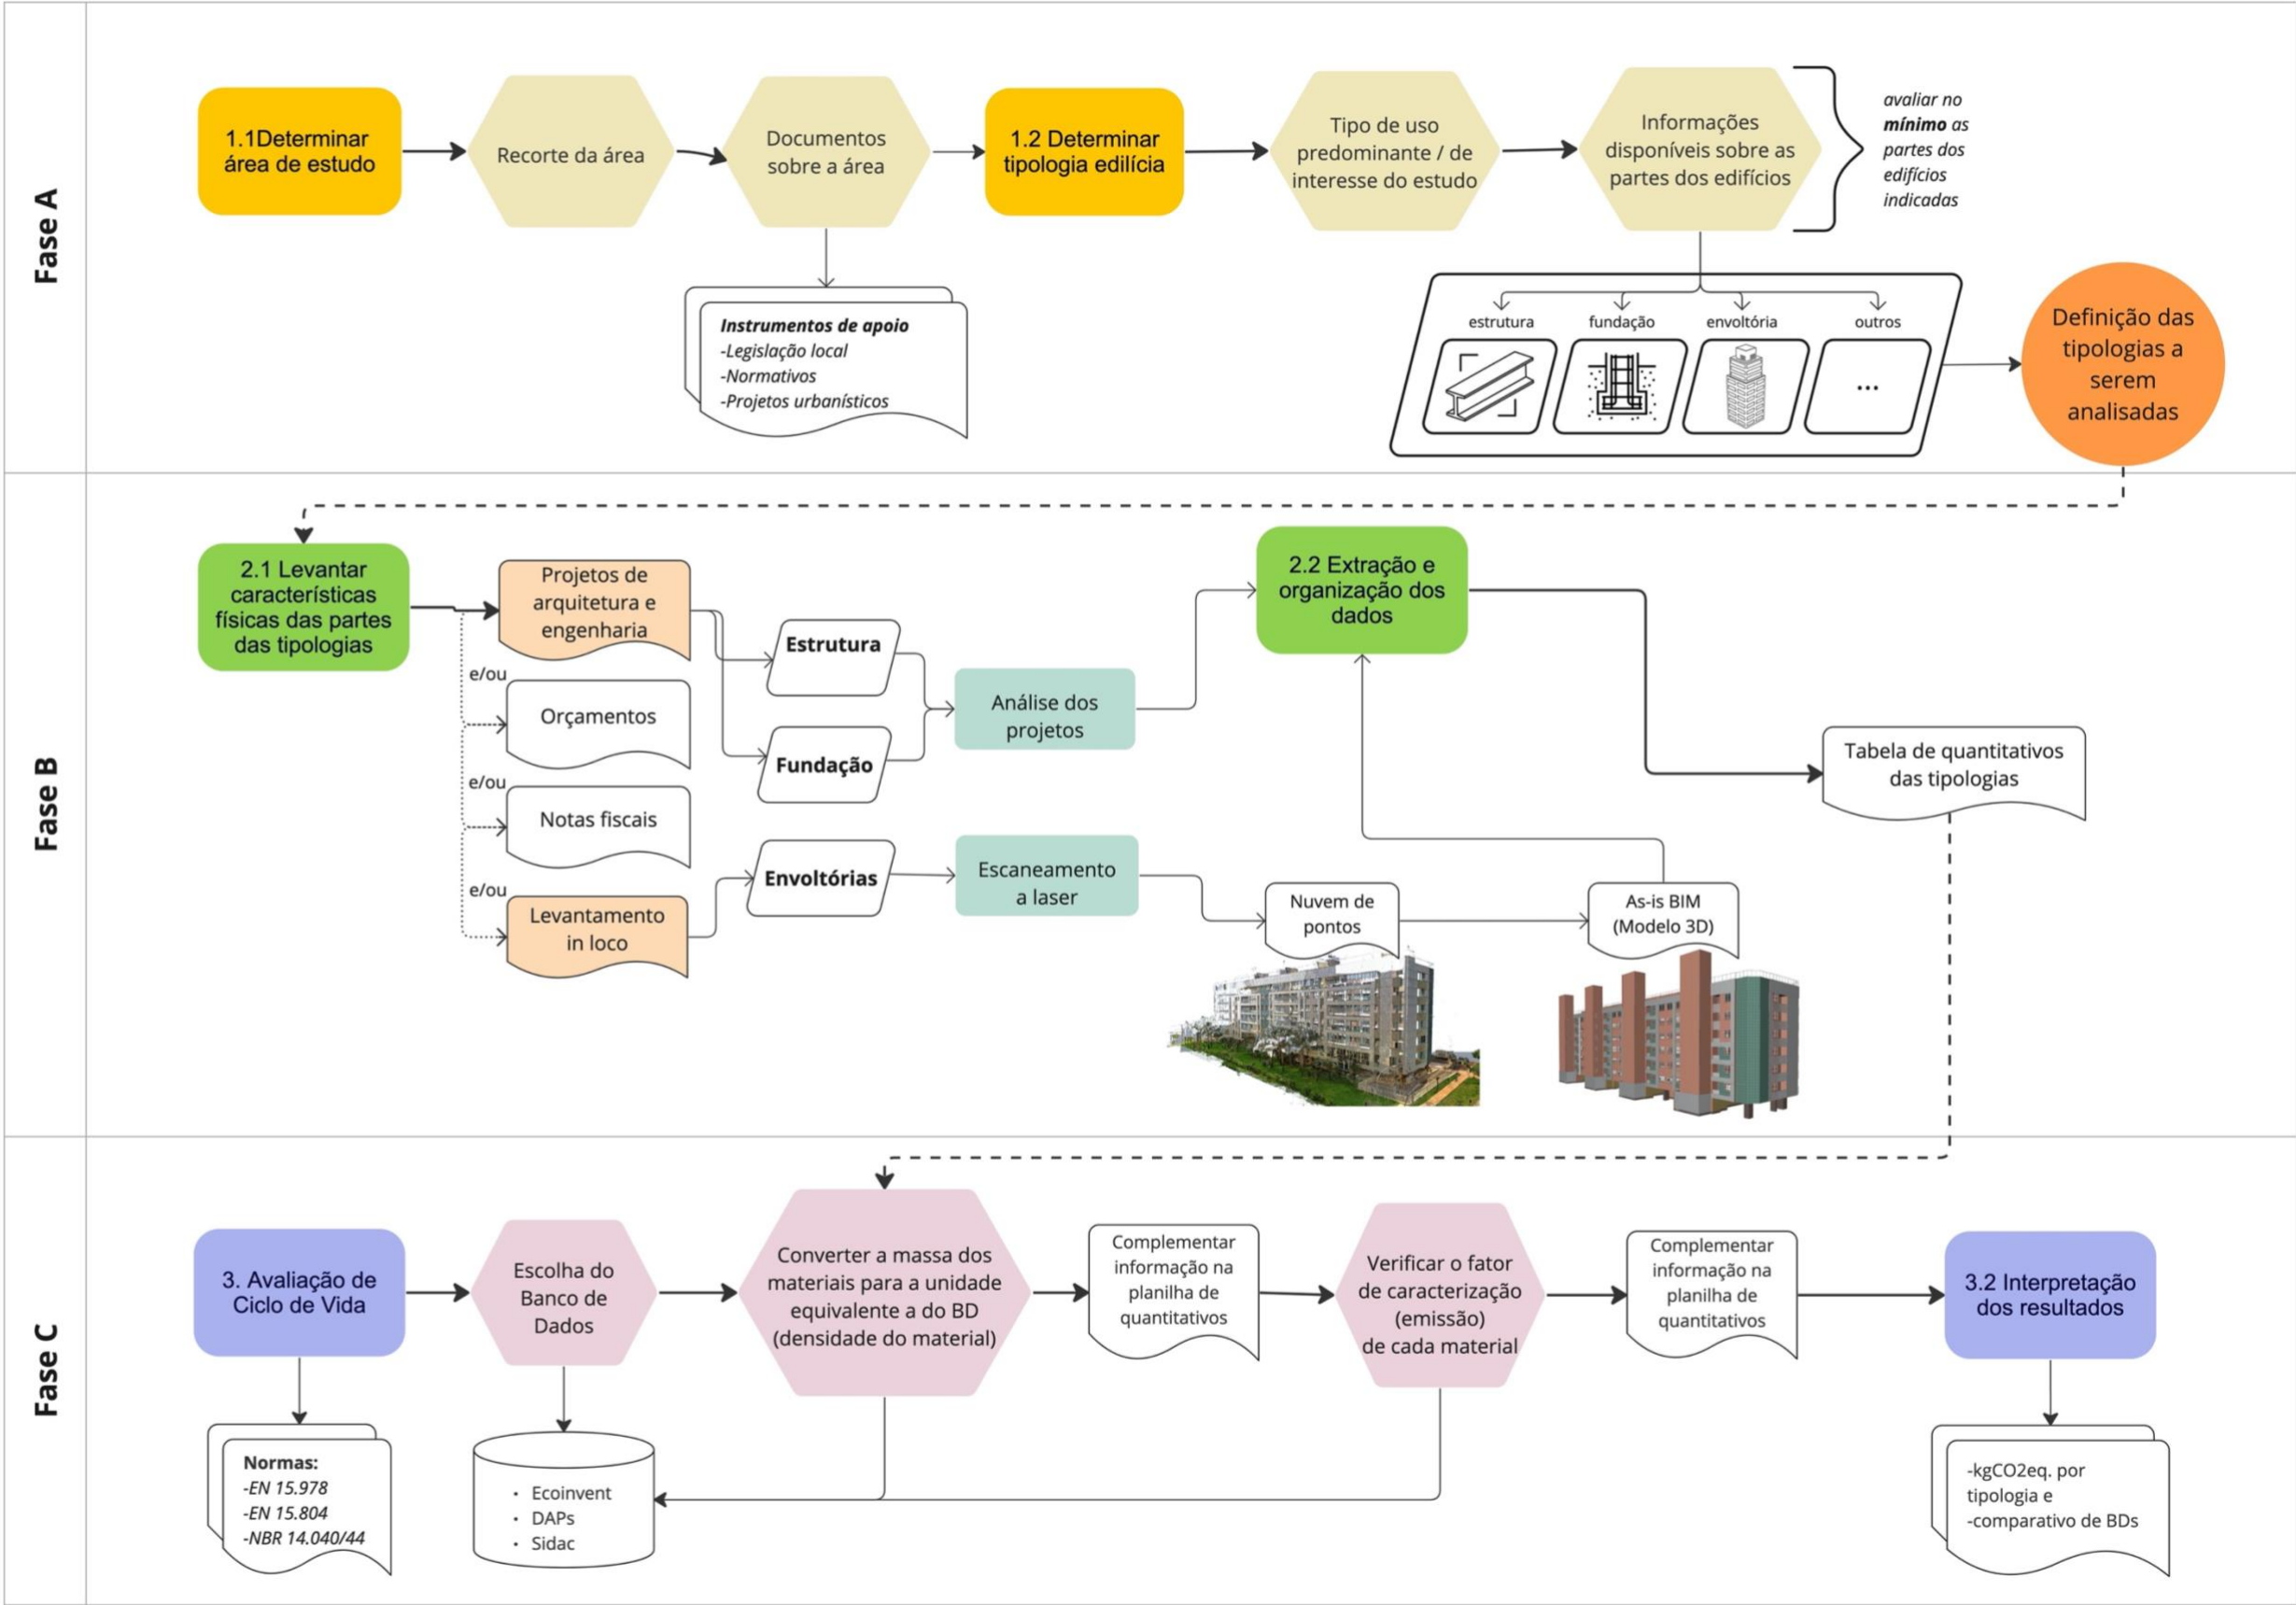 Fase A
1.1Determinar
área de estudo
Recorte da área
Documentos
sobre a área
1.2 Determinar
tipologia edilícia
Tipo de uso
predominante / de
interesse do estudo
Informações
disponíveis sobre as
partes dos edifícios
avaliar no
mínimo as
partes dos
edifícios
indicadas
Instrumentos de apoio
-Legislação local
-Normativos
-Projetos urbanísticos
estrutura
fundação
envoltória
outros
...
Definição das
tipologias a
serem
analisadas
Fase B
2.1 Levantar
características
físicas das partes
das tipologias
Projetos de
arquitetura e
engenharia
e/ou
Orçamentos
e/ou
Notas fiscais
e/ou
Levantamento
in loco
Estrutura
Fundação
Envoltórias
Análise dos
projetos
Escaneamento
a laser
2.2 Extração e
organização dos
dados
Nuvem de
pontos
As-is BIM
(Modelo 3D)
Tabela de quantitativos
das tipologias
Fase C
3. Avaliação de
Ciclo de Vida
Escolha do
Banco de
Dados
Converter a massa dos
materiais para a unidade
equivalente a do BD
(densidade do material)
Complementar
informação na
planilha de
quantitativos
Verificar o fator
de caracterização
(emissão)
de cada material
Complementar
informação na
planilha de
quantitativos
3.2 Interpretação
dos resultados
Normas:
-EN 15.978
-EN 15.804
-NBR 14.040/44
· Ecoinvent
· DAPs
· Sidac
-kgCO2eq. por
tipologia e
-comparativo de BDs